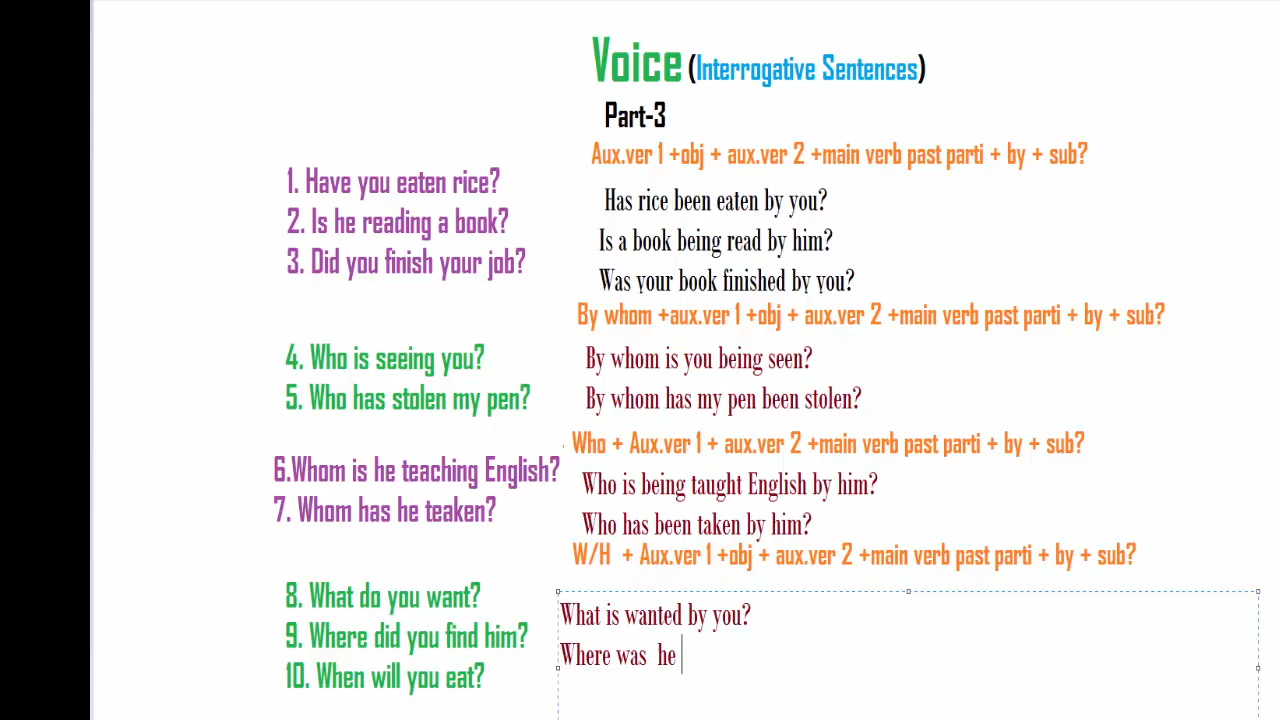 Voice (Interrogative Sentences)
Part-3
Aux.ver 1 +obj + aux.ver 2 +main verb past parti + by + sub?
1. Have you eaten rice?
Has rice been eaten by you?
2. Is he reading a book?
Is a book being read by him?
3. Did you finish your job?
Was your book finished by you?
By whom +aux.ver 1 +obj + aux.ver 2 +main verb past parti + by + sub?
4. Who is seeing you?
By whom is you being seen?
5. Who has stolen my pen?
By whom has my pen been stolen?
Who + Aux.ver 1 + aux.ver 2 +main verb past parti + by + sub?
6.Whom is he teaching English?
Who is being taught English by him?
7. Whom has he teaken?
Who has been taken by him?
W/H + Aux.ver 1 +obj + aux.ver 2 +main verb past parti + by + sub?
8. What do you want?
What is wanted by you?
9. Where did you find him?
Where was he
10. When will you eat?